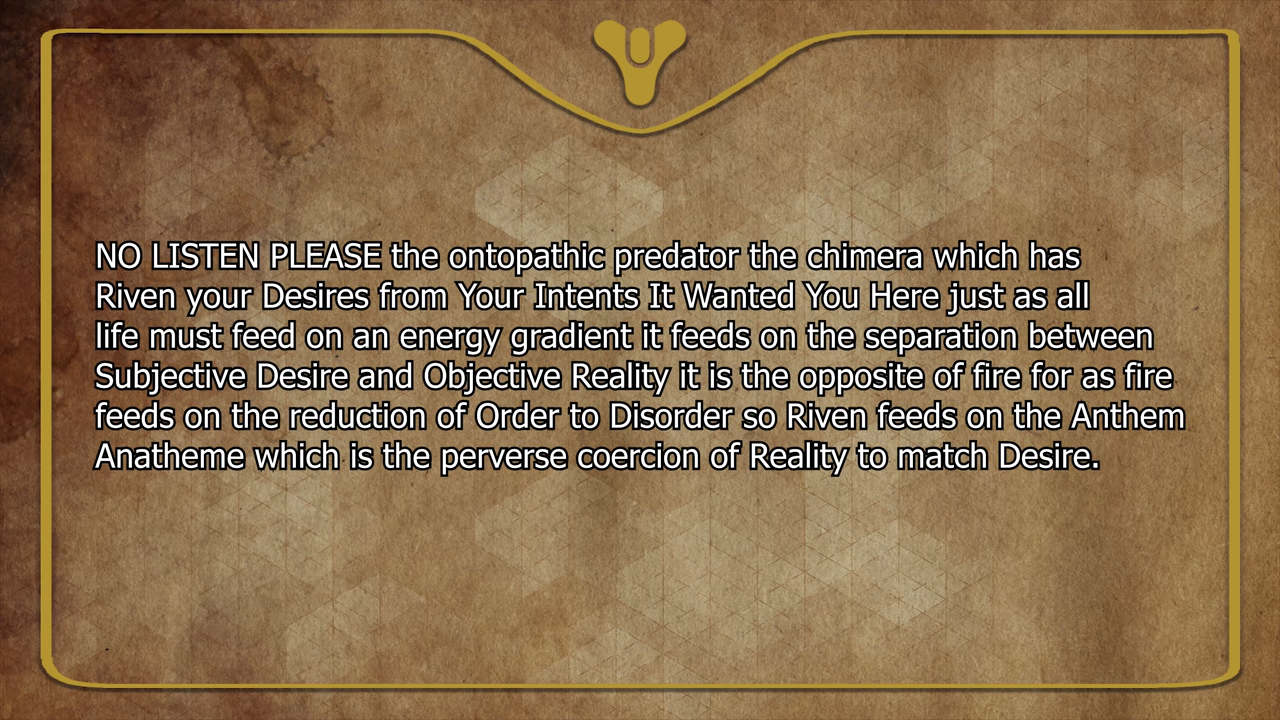 NO LISTEN PLEASE the ontopathic predator the chimera which has
Riven your Desires from Your Intents It Wanted You Here just as all
life must feed on an energy gradient it feeds on the separation between
Subjective Desire and Objective Reality it is the opposite of fire for as fire
feeds on the reduction of Order to Disorder so Riven feeds on the Anthem
Anatheme which is the perverse coercion of Reality to match Desire.